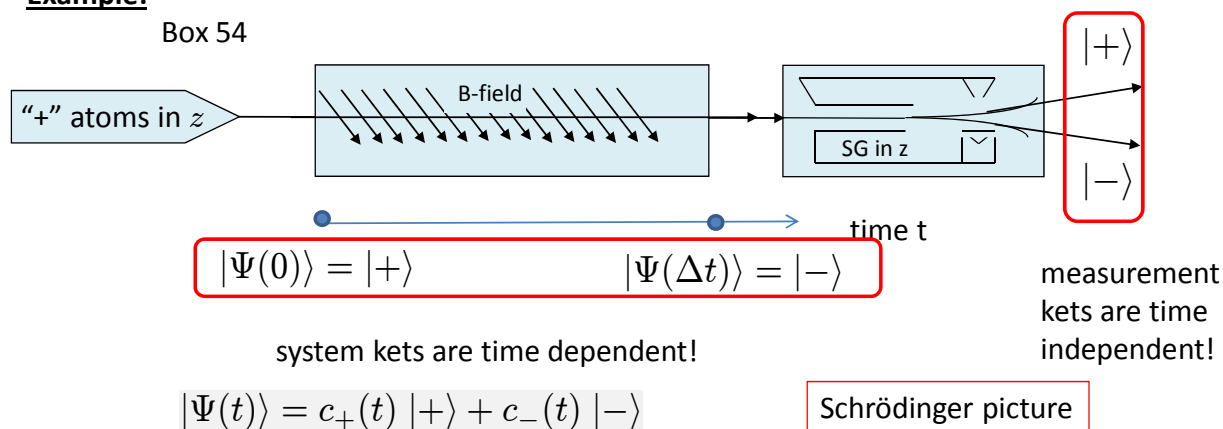 Example:
Box 54
"+" atoms in z
B-field
SG in z
|+⟩
|−⟩
time t
|Ψ(0)⟩ = |+⟩
|Ψ(Δt)⟩ = |−⟩
measurement
kets are time
independent!
system kets are time dependent!
|Ψ(t)⟩ = c₊(t) |+⟩ + c₋(t) |−⟩
Schrödinger picture